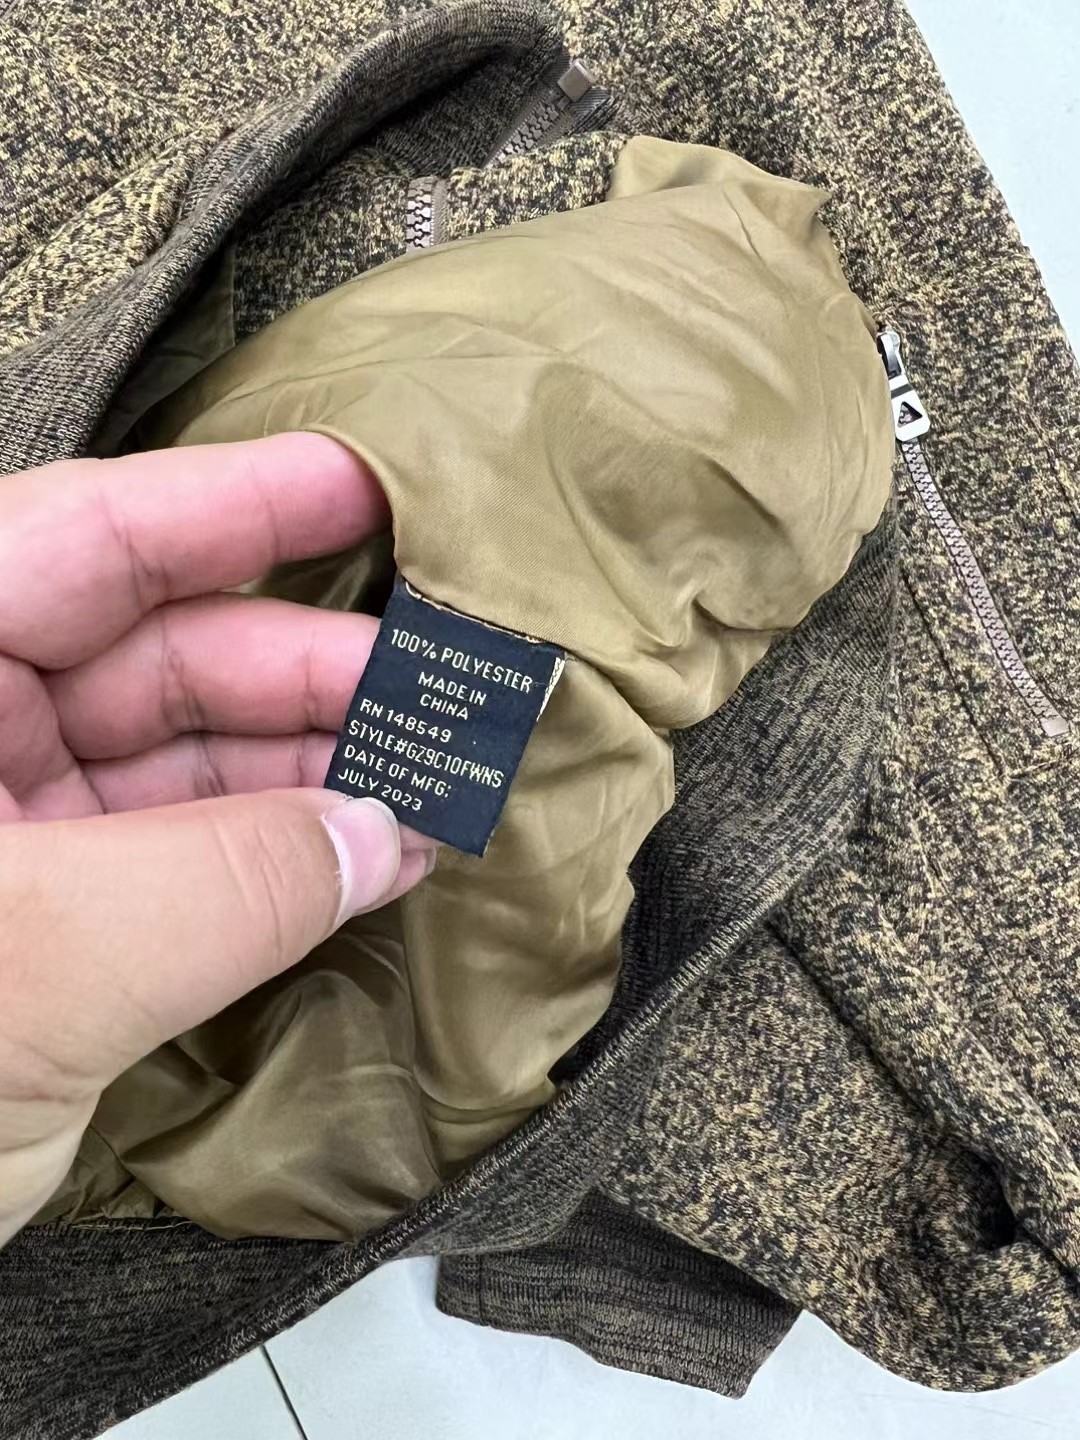 100% POLYESTER
MADE IN
CHINA
RN 148549
STYLE#GZ9C10FWNS
DATE OF MFG:
JULY 2023